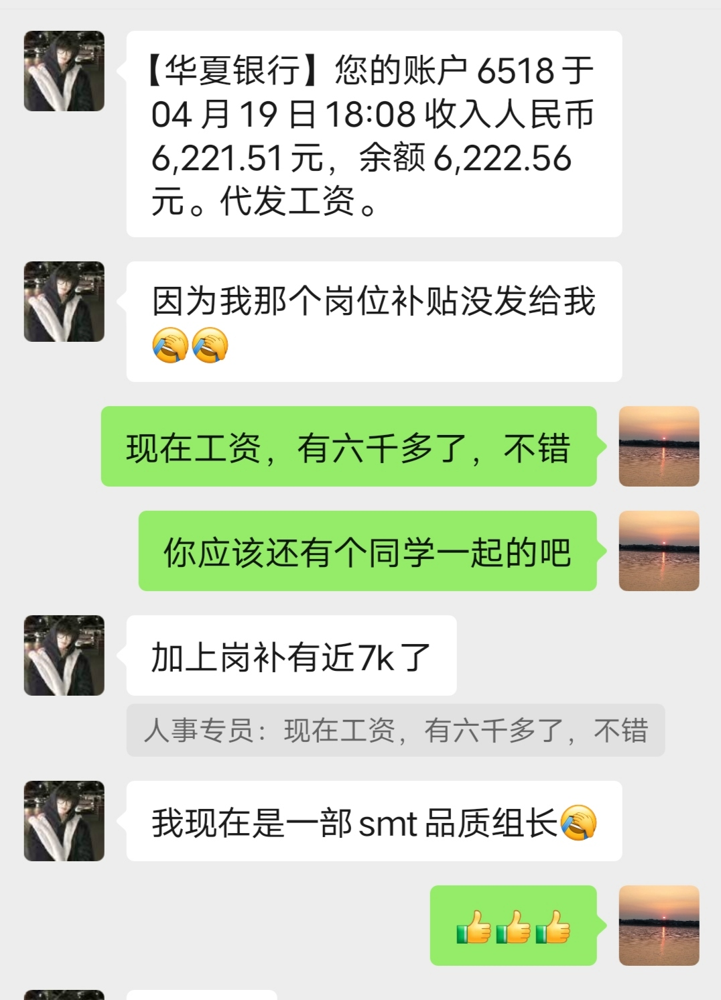 【华夏银行】您的账户6518于
04月19日18:08收入人民币
6,221.51元，余额6,222.56
元。代发工资。
因为我那个岗位补贴没发给我
🤦🤦
现在工资，有六千多了，不错
你应该还有个同学一起的吧
加上岗补有近7k了
人事专员：现在工资，有六千多了，不错
我现在是一部smt品质组长🤦
👍👍👍